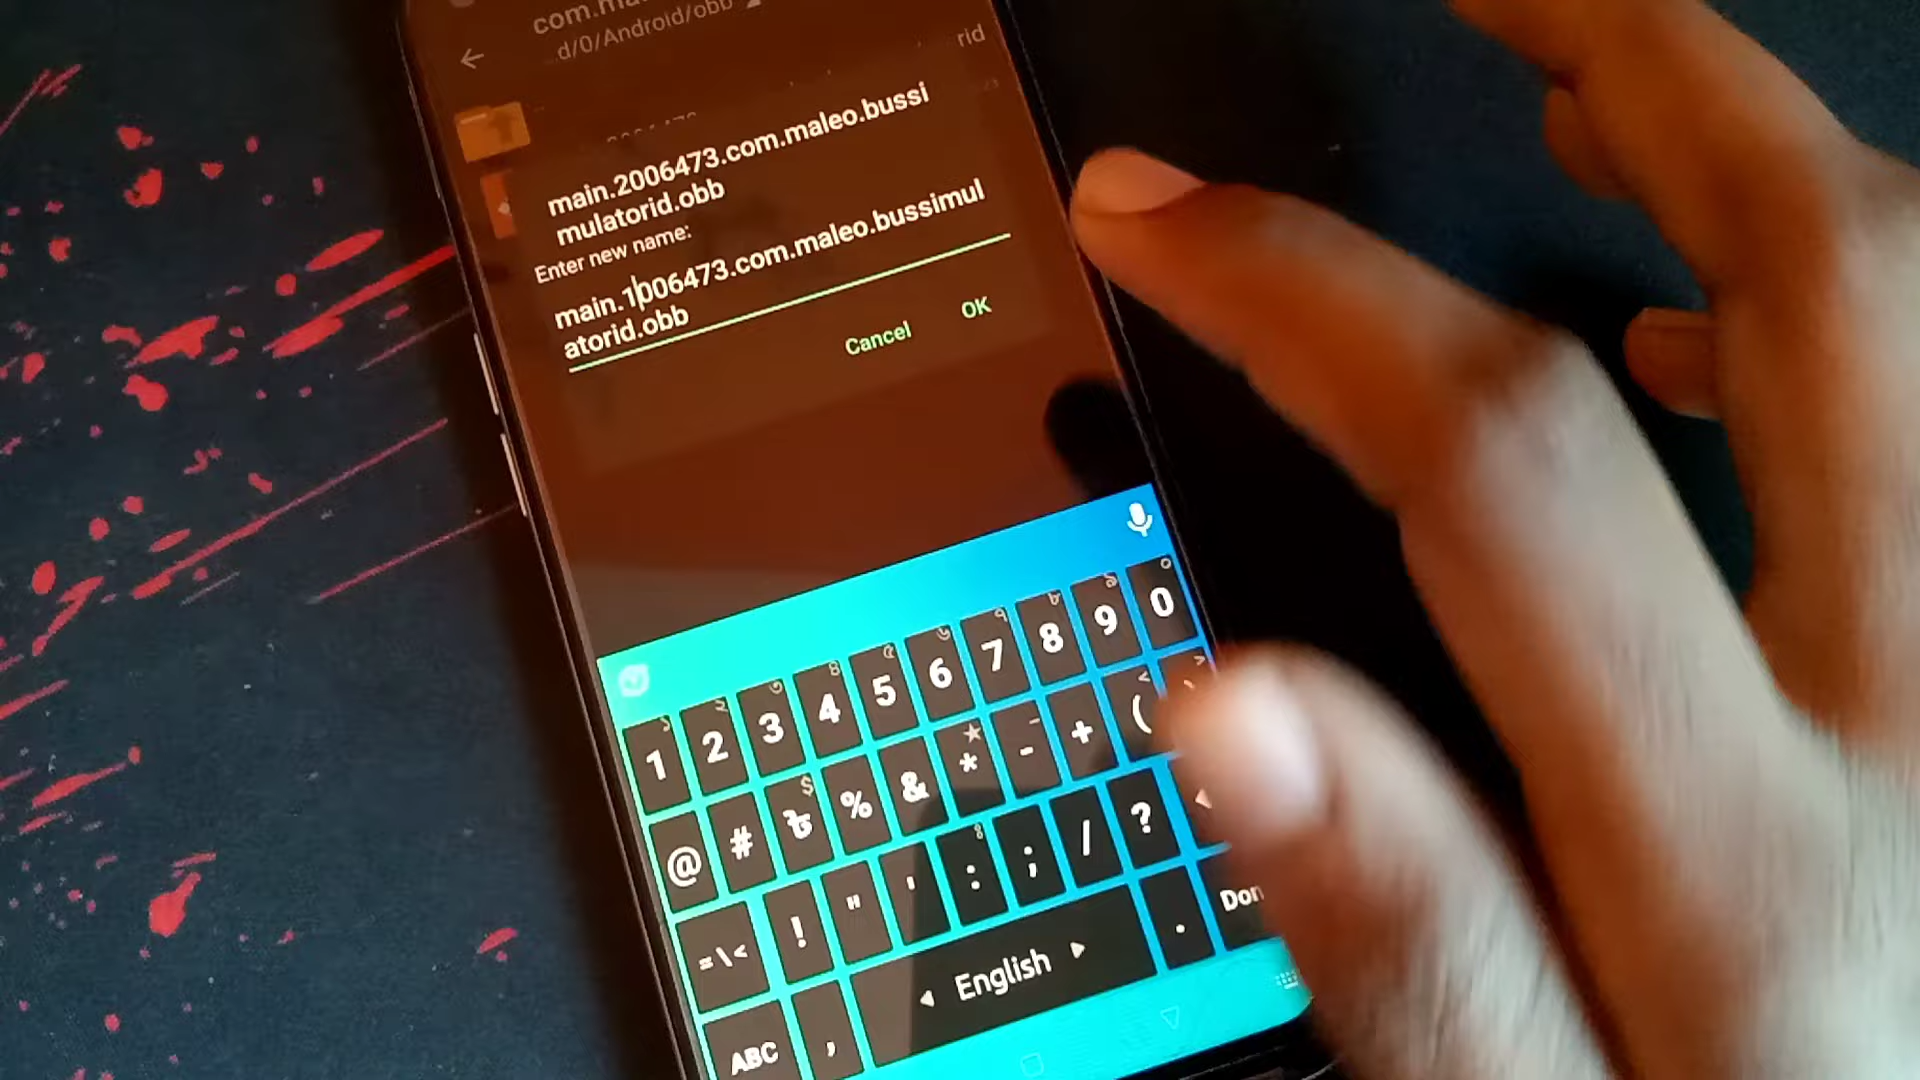 d/0/Android/obb
rid
main.2006473.com.maleo.bussi
mulatorid.obb
Enter new name:
main.1006473.com.maleo.bussimul
atorid.obb
Cancel OK
1 2 3 4 5 6 7 8 9 0
@ # ৳ % & * - + (
=\< ! " ' : ; / ?
ABC , English . Don